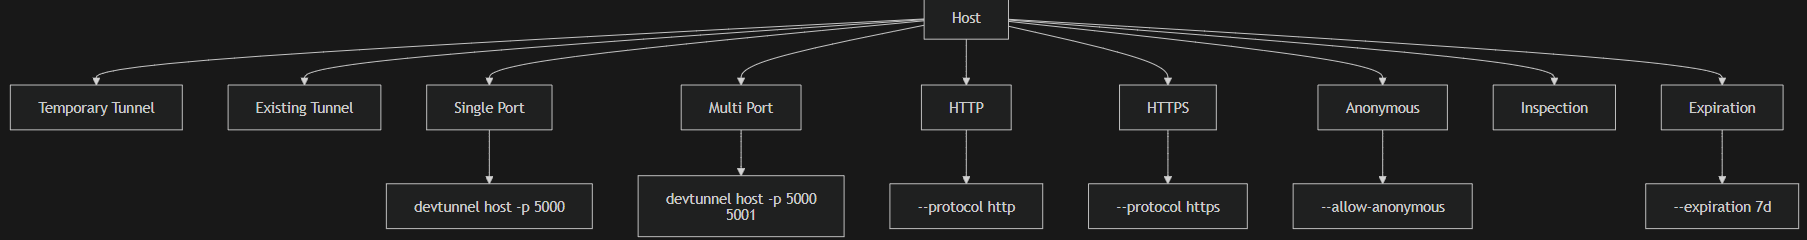 Host
Temporary Tunnel
Existing Tunnel
Single Port
Multi Port
HTTP
HTTPS
Anonymous
Inspection
Expiration
devtunnel host -p 5000
devtunnel host -p 5000
5001
--protocol http
--protocol https
--allow-anonymous
--expiration 7d